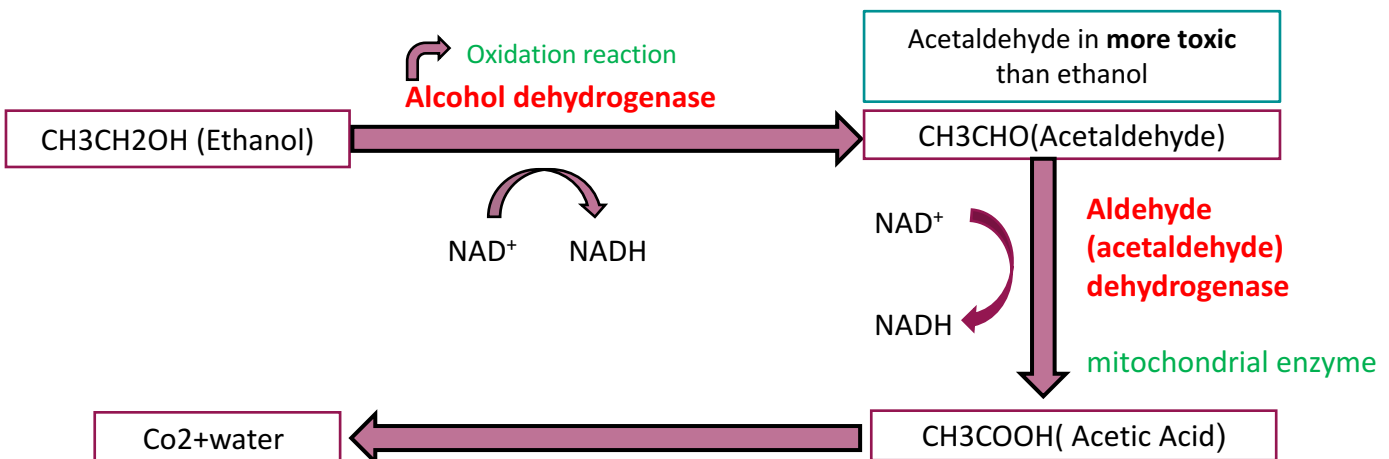 Oxidation reaction
Alcohol dehydrogenase
Acetaldehyde in more toxic
than ethanol
CH3CH2OH (Ethanol)
CH3CHO(Acetaldehyde)
NAD⁺
NADH
NAD⁺
NADH
Aldehyde
(acetaldehyde)
dehydrogenase
mitochondrial enzyme
Co2+water
CH3COOH( Acetic Acid)